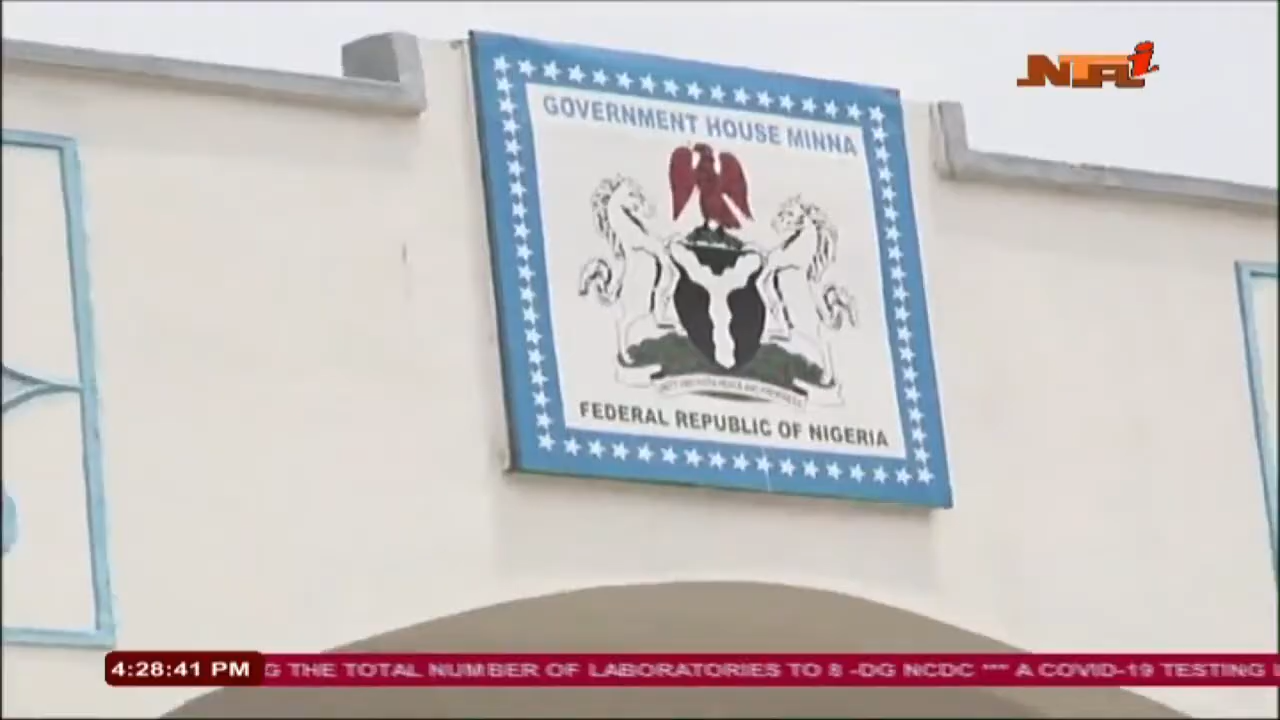 NTAi
GOVERNMENT HOUSE MINNA
FEDERAL REPUBLIC OF NIGERIA
4:28:41 PM
G THE TOTAL NUMBER OF LABORATORIES TO 8 -DG NCDC *** A COVID-19 TESTING